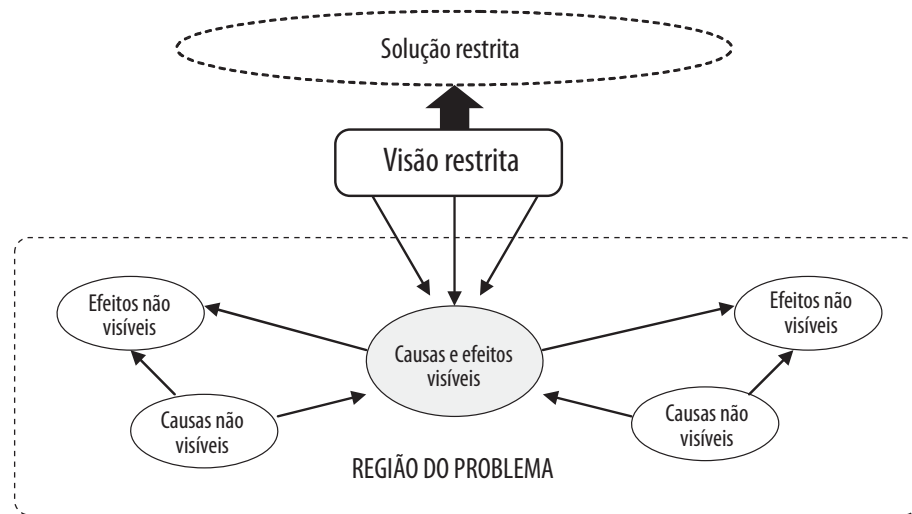 Solução restrita
Visão restrita
Efeitos não
visíveis
Efeitos não
visíveis
Causas e efeitos
visíveis
Causas não
visíveis
Causas não
visíveis
REGIÃO DO PROBLEMA